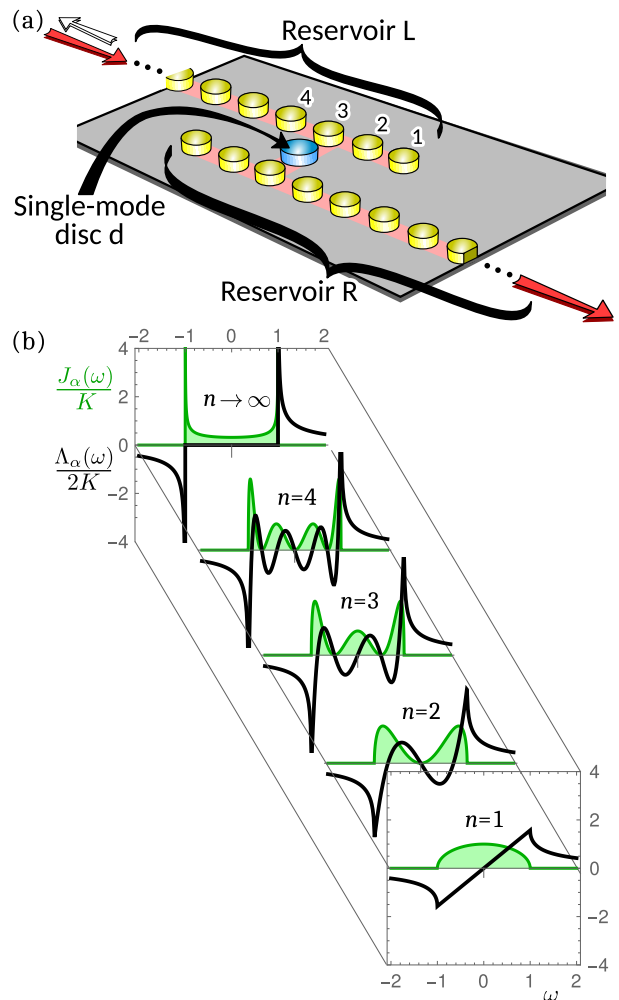 (a)
Reservoir L
4 3 2 1
Single-mode
disc d
Reservoir R
(b)
−2 −1 0 1 2
4
2
0
−2
−4
J_α(ω)
K
Λ_α(ω)
2K
n→∞
n=4
n=3
n=2
n=1
4
2
0
−2
−4
−2 −1 0 1 2
ω